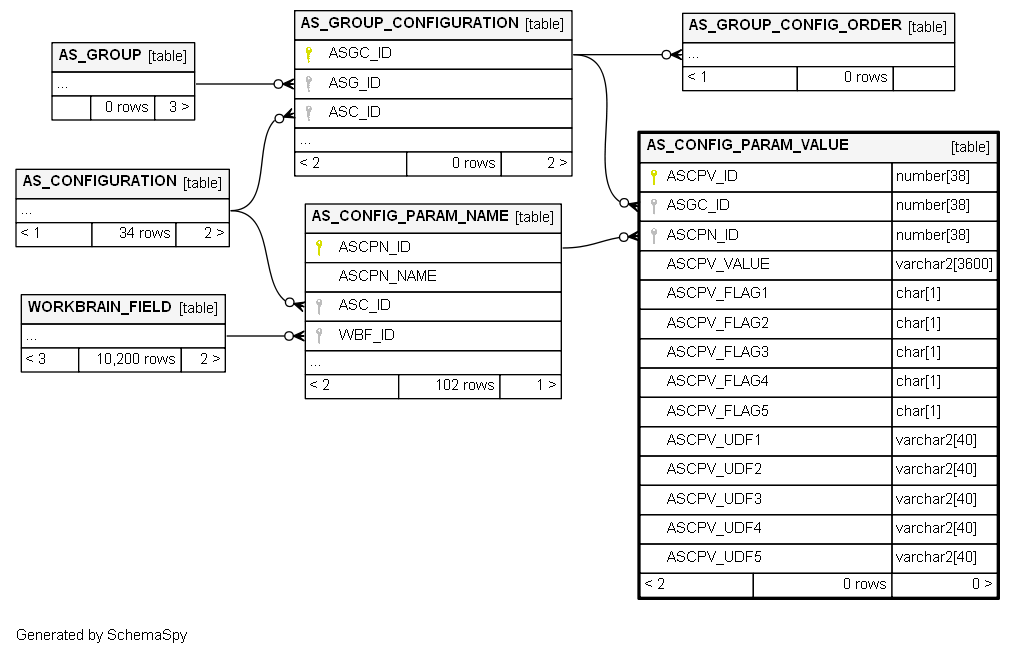 AS_GROUP [table]
...
0 rows 3 >
AS_CONFIGURATION [table]
...
< 1 34 rows 2 >
WORKBRAIN_FIELD [table]
...
< 3 10,200 rows 2 >
AS_GROUP_CONFIGURATION [table]
ASGC_ID
ASG_ID
ASC_ID
...
< 2 0 rows 2 >
AS_CONFIG_PARAM_NAME [table]
ASCPN_ID
ASCPN_NAME
ASC_ID
WBF_ID
...
< 2 102 rows 1 >
AS_GROUP_CONFIG_ORDER [table]
...
< 1 0 rows
AS_CONFIG_PARAM_VALUE [table]
ASCPV_ID number[38]
ASGC_ID number[38]
ASCPN_ID number[38]
ASCPV_VALUE varchar2[3600]
ASCPV_FLAG1 char[1]
ASCPV_FLAG2 char[1]
ASCPV_FLAG3 char[1]
ASCPV_FLAG4 char[1]
ASCPV_FLAG5 char[1]
ASCPV_UDF1 varchar2[40]
ASCPV_UDF2 varchar2[40]
ASCPV_UDF3 varchar2[40]
ASCPV_UDF4 varchar2[40]
ASCPV_UDF5 varchar2[40]
< 2 0 rows 0 >
Generated by SchemaSpy